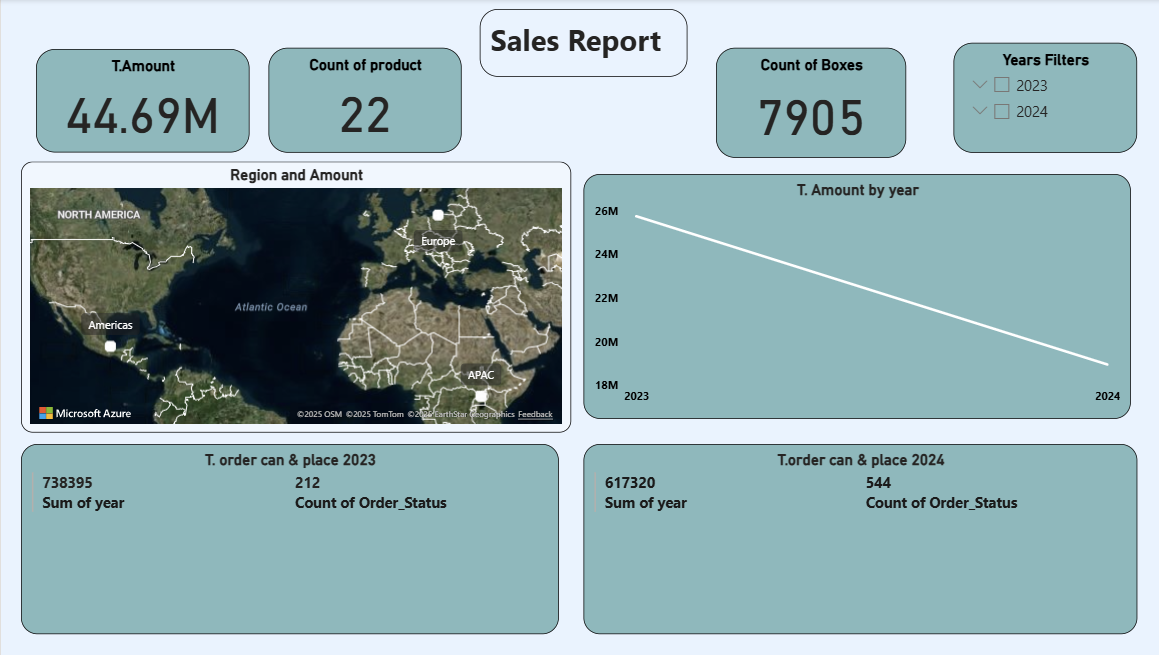 Sales Report
T.Amount
44.69M
Count of product
22
Count of Boxes
7905
Years Filters
2023
2024
Region and Amount
NORTH AMERICA
Europe
Atlantic Ocean
Americas
APAC
Microsoft Azure
©2025 OSM ©2025 TomTom ©2025 EarthStar Geographics Feedback
T. Amount by year
26M
24M
22M
20M
18M
2023
2024
T. order can & place 2023
738395
212
Sum of year
Count of Order_Status
T.order can & place 2024
617320
544
Sum of year
Count of Order_Status